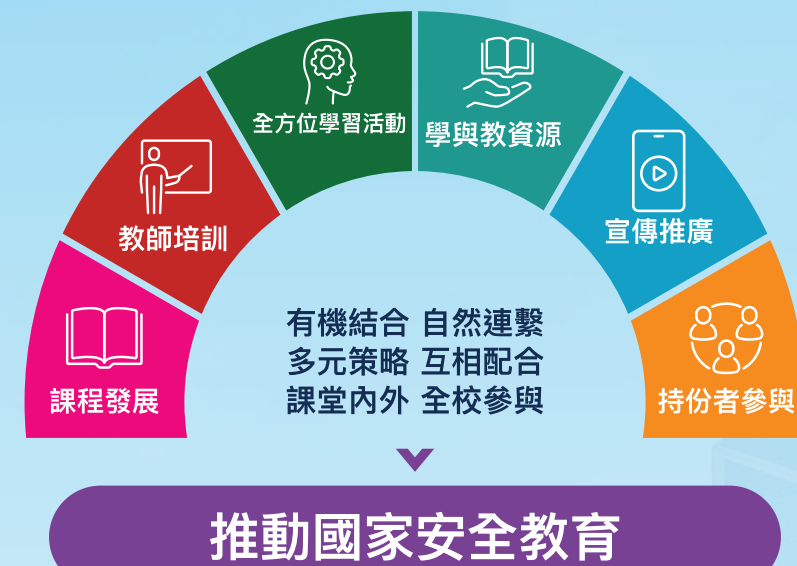 課程發展
教師培訓
全方位學習活動
學與教資源
宣傳推廣
持份者參與
有機結合 自然連繫
多元策略 互相配合
課堂內外 全校參與
推動國家安全教育